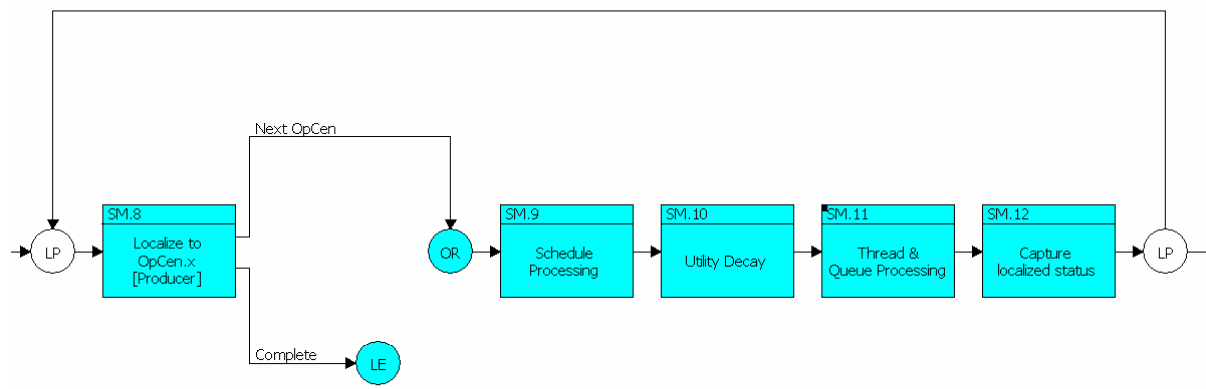 Next OpCen
SM.8
Localize to
OpCen.x
[Producer]
LP
OR
SM.9
Schedule
Processing
SM.10
Utility Decay
SM.11
Thread &
Queue Processing
SM.12
Capture
localized status
LP
Complete
LE